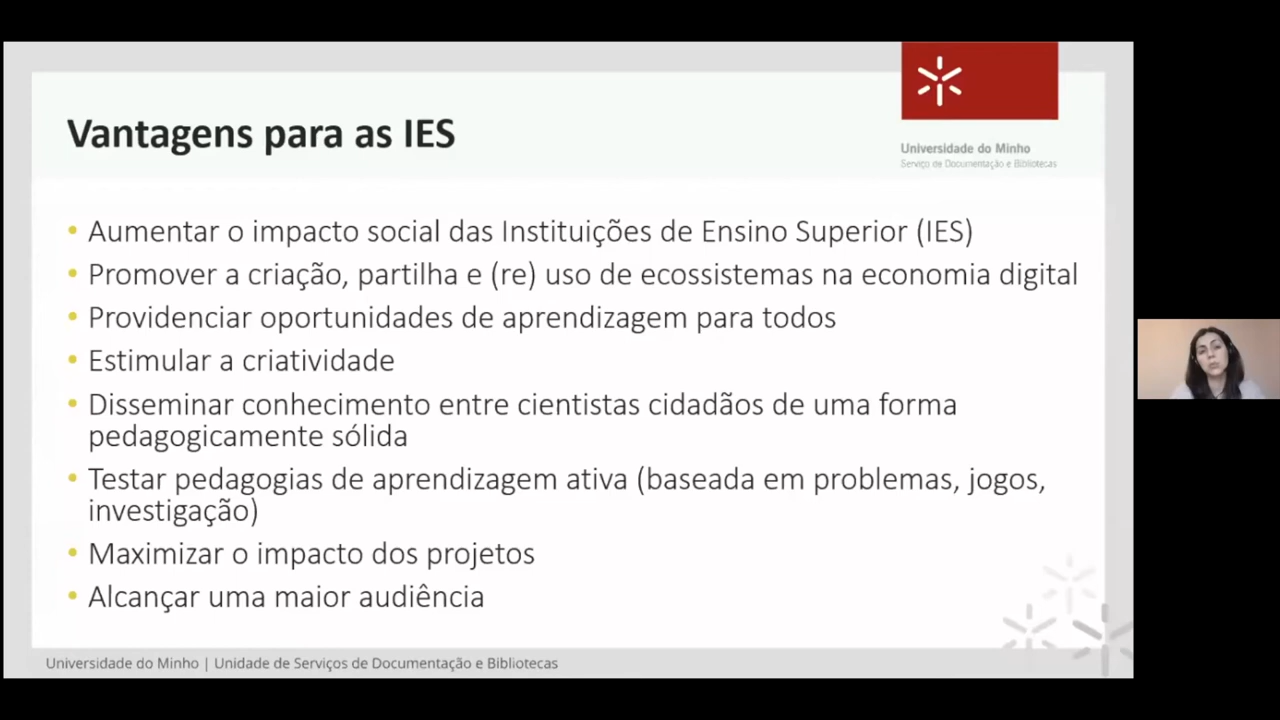 Vantagens para as IES
Universidade do Minho
Serviço de Documentação e Bibliotecas
• Aumentar o impacto social das Instituições de Ensino Superior (IES)
• Promover a criação, partilha e (re) uso de ecossistemas na economia digital
• Providenciar oportunidades de aprendizagem para todos
• Estimular a criatividade
• Disseminar conhecimento entre cientistas cidadãos de uma forma
pedagogicamente sólida
• Testar pedagogias de aprendizagem ativa (baseada em problemas, jogos,
investigação)
• Maximizar o impacto dos projetos
• Alcançar uma maior audiência
Universidade do Minho | Unidade de Serviços de Documentação e Bibliotecas